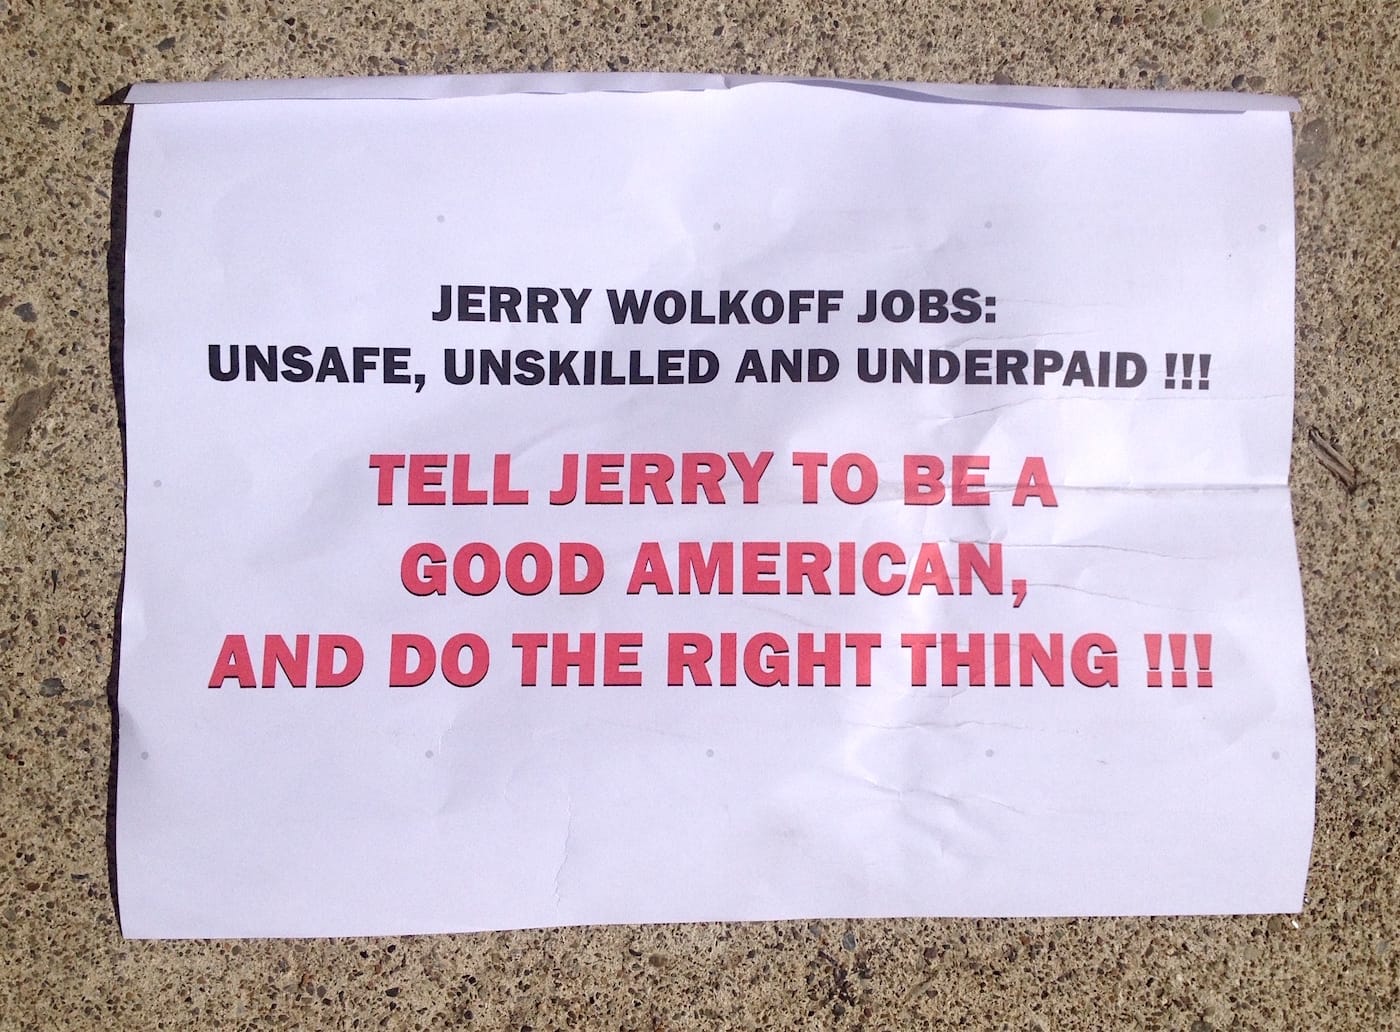 JERRY WOLKOFF JOBS:
UNSAFE, UNSKILLED AND UNDERPAID !!!
TELL JERRY TO BE A
GOOD AMERICAN,
AND DO THE RIGHT THING !!!